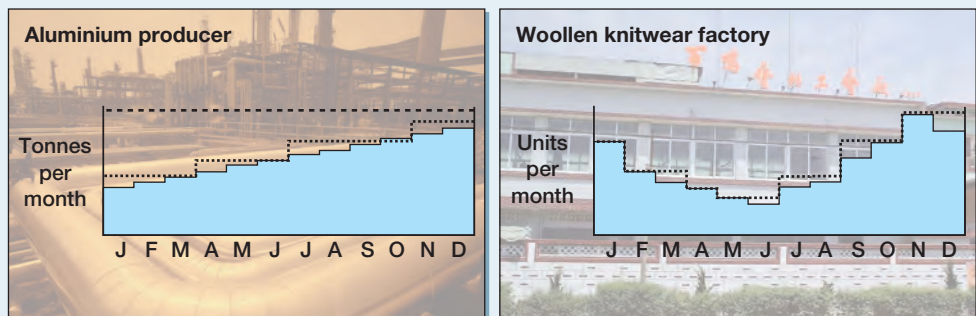 Aluminium producer
Tonnes
per
month
J F M A M J J A S O N D
Woollen knitwear factory
Units
per
month
J F M A M J J A S O N D